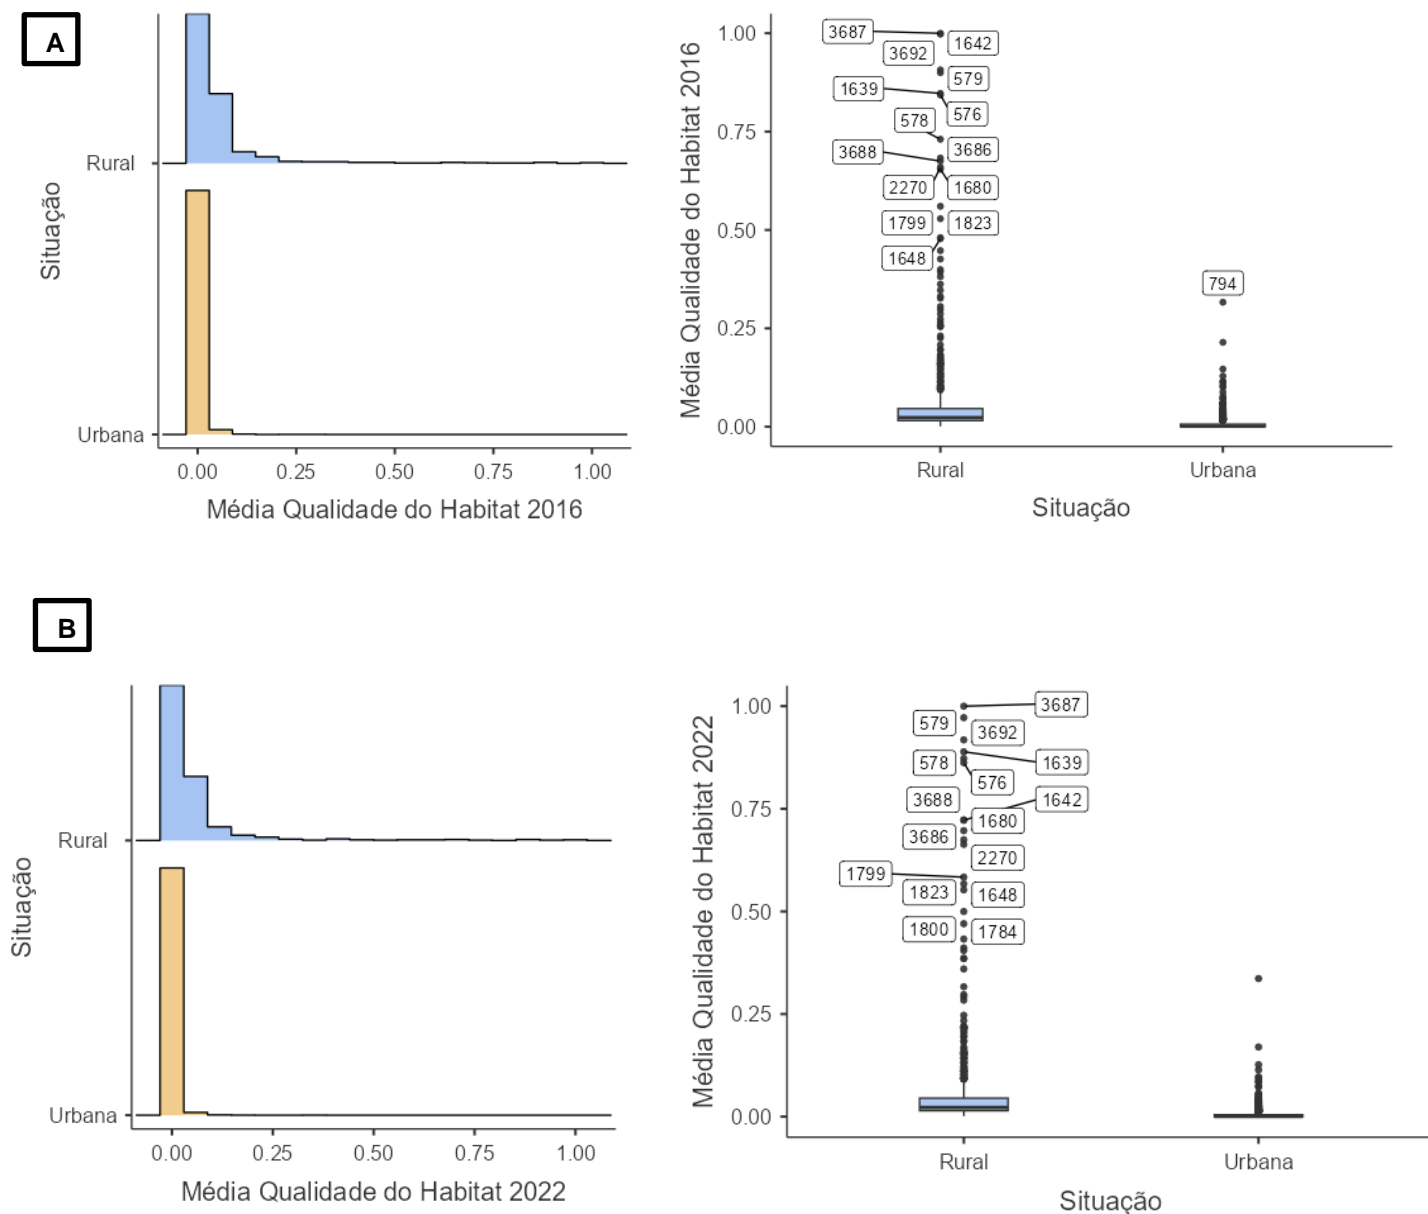 A
Rural
Urbana
Situação
0.00 0.25 0.50 0.75 1.00
Média Qualidade do Habitat 2016
Média Qualidade do Habitat 2016
1.00
0.75
0.50
0.25
0.00
3687
1642
3692
579
1639
576
578
3686
3688
2270
1680
1799
1823
1648
794
Rural Urbana
Situação
B
Rural
Urbana
Situação
0.00 0.25 0.50 0.75 1.00
Média Qualidade do Habitat 2022
Média Qualidade do Habitat 2022
1.00
0.75
0.50
0.25
0.00
3687
579
3692
578
1639
576
3688
1642
1680
3686
2270
1799
1823
1648
1800
1784
Rural Urbana
Situação